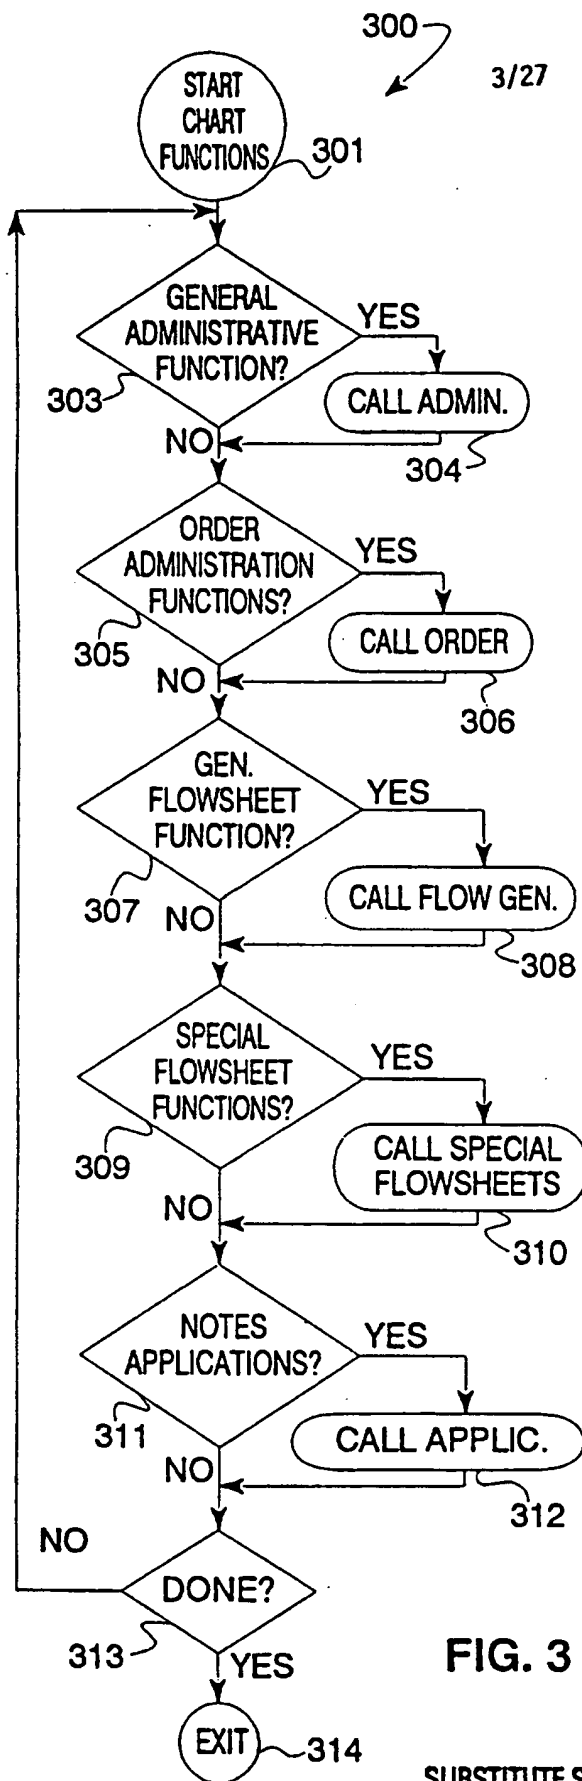 300
3/27
START
CHART
FUNCTIONS
301
GENERAL
ADMINISTRATIVE
FUNCTION?
YES
303
CALL ADMIN.
NO
304
ORDER
ADMINISTRATION
FUNCTIONS?
YES
305
CALL ORDER
NO
306
GEN.
FLOWSHEET
FUNCTION?
YES
307
CALL FLOW GEN.
NO
308
SPECIAL
FLOWSHEET
FUNCTIONS?
YES
309
CALL SPECIAL
FLOWSHEETS
NO
310
NOTES
APPLICATIONS?
YES
311
CALL APPLIC.
NO
312
NO
DONE?
313
YES
FIG. 3
EXIT
314
SUBSTITUTE S